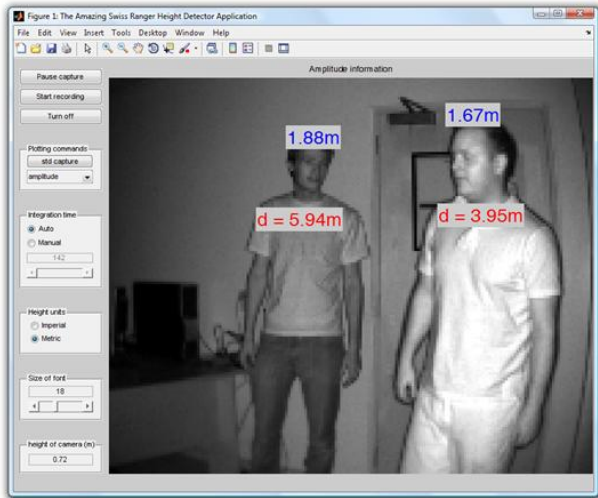 Figure 1: The Amazing Swiss Ranger Height Detector Application
File Edit View Insert Tools Desktop Window Help
Amplitude information
Pause capture
Start recording
Turn off
Plotting commands
std capture
amplitude
Integration time
Auto
Manual
142
Height units
Imperial
Metric
Size of font
18
height of camera (m)
0.72
1.88m
1.67m
d = 5.94m
d = 3.95m